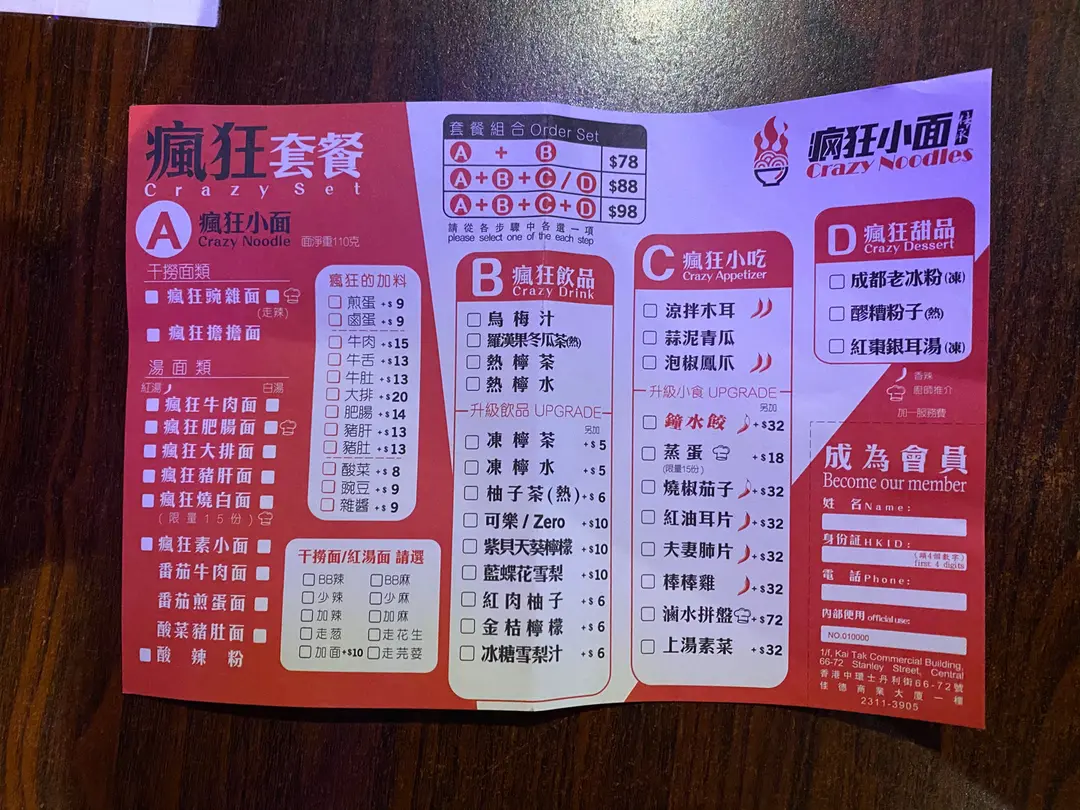 瘋狂套餐
Crazy Set
A 瘋狂小面
Crazy Noodle 面淨重110克
干撈面類
瘋狂豌雜面
(走辣)
瘋狂擔擔面
湯面類
紅湯 白湯
瘋狂牛肉面
瘋狂肥腸面
瘋狂大排面
瘋狂豬肝面
瘋狂燒白面
(限量15份)
瘋狂素小面
番茄牛肉面
番茄煎蛋面
酸菜豬肚面
酸辣粉
瘋狂的加料
煎蛋 +$9
鹵蛋 +$9
牛肉 +$15
牛舌 +$13
牛肚 +$13
大排 +$20
肥腸 +$14
豬肝 +$13
豬肚 +$13
酸菜 +$8
豌豆 +$9
雜醬 +$9
干撈面/紅湯面 請選
BB辣 BB麻
少辣 少麻
加辣 加麻
走葱 走花生
加面+$10 走芫荽
套餐組合 Order Set
A + B $78
A+B+C/D $88
A+B+C+D $98
請從各步驟中各選一項
please select one of the each step
B 瘋狂飲品
Crazy Drink
烏梅汁
羅漢果冬瓜茶(熱)
熱檸茶
熱檸水
升級飲品 UPGRADE
另加
凍檸茶 +$5
凍檸水 +$5
柚子茶(熱)+$6
可樂/Zero +$10
紫貝天葵檸檬 +$10
藍蝶花雪梨 +$10
紅肉柚子 +$6
金桔檸檬 +$6
冰糖雪梨汁 +$6
C 瘋狂小吃
Crazy Appetizer
涼拌木耳
蒜泥青瓜
泡椒鳳爪
升級小食 UPGRADE
另加
鐘水餃 +$32
蒸蛋 +$18
(限量15份)
燒椒茄子 +$32
紅油耳片 +$32
夫妻肺片 +$32
棒棒雞 +$32
滷水拼盤 +$72
上湯素菜 +$32
瘋狂小面
Crazy Noodles
D 瘋狂甜品
Crazy Dessert
成都老冰粉(凍)
醪糟粉子(熱)
紅棗銀耳湯(凍)
香辣
廚師推介
加一服務費
成為會員
Become our member
姓 名Name:
身份証HKID:
(頭4個數字)
first 4 digits
電 話Phone:
內部使用 official use:
NO.010000
1/f, Kai Tak Commercial Building,
66-72 Stanley Street, Central
香港中環士丹利街66-72號
佳德商業大廈一樓
2311-3905